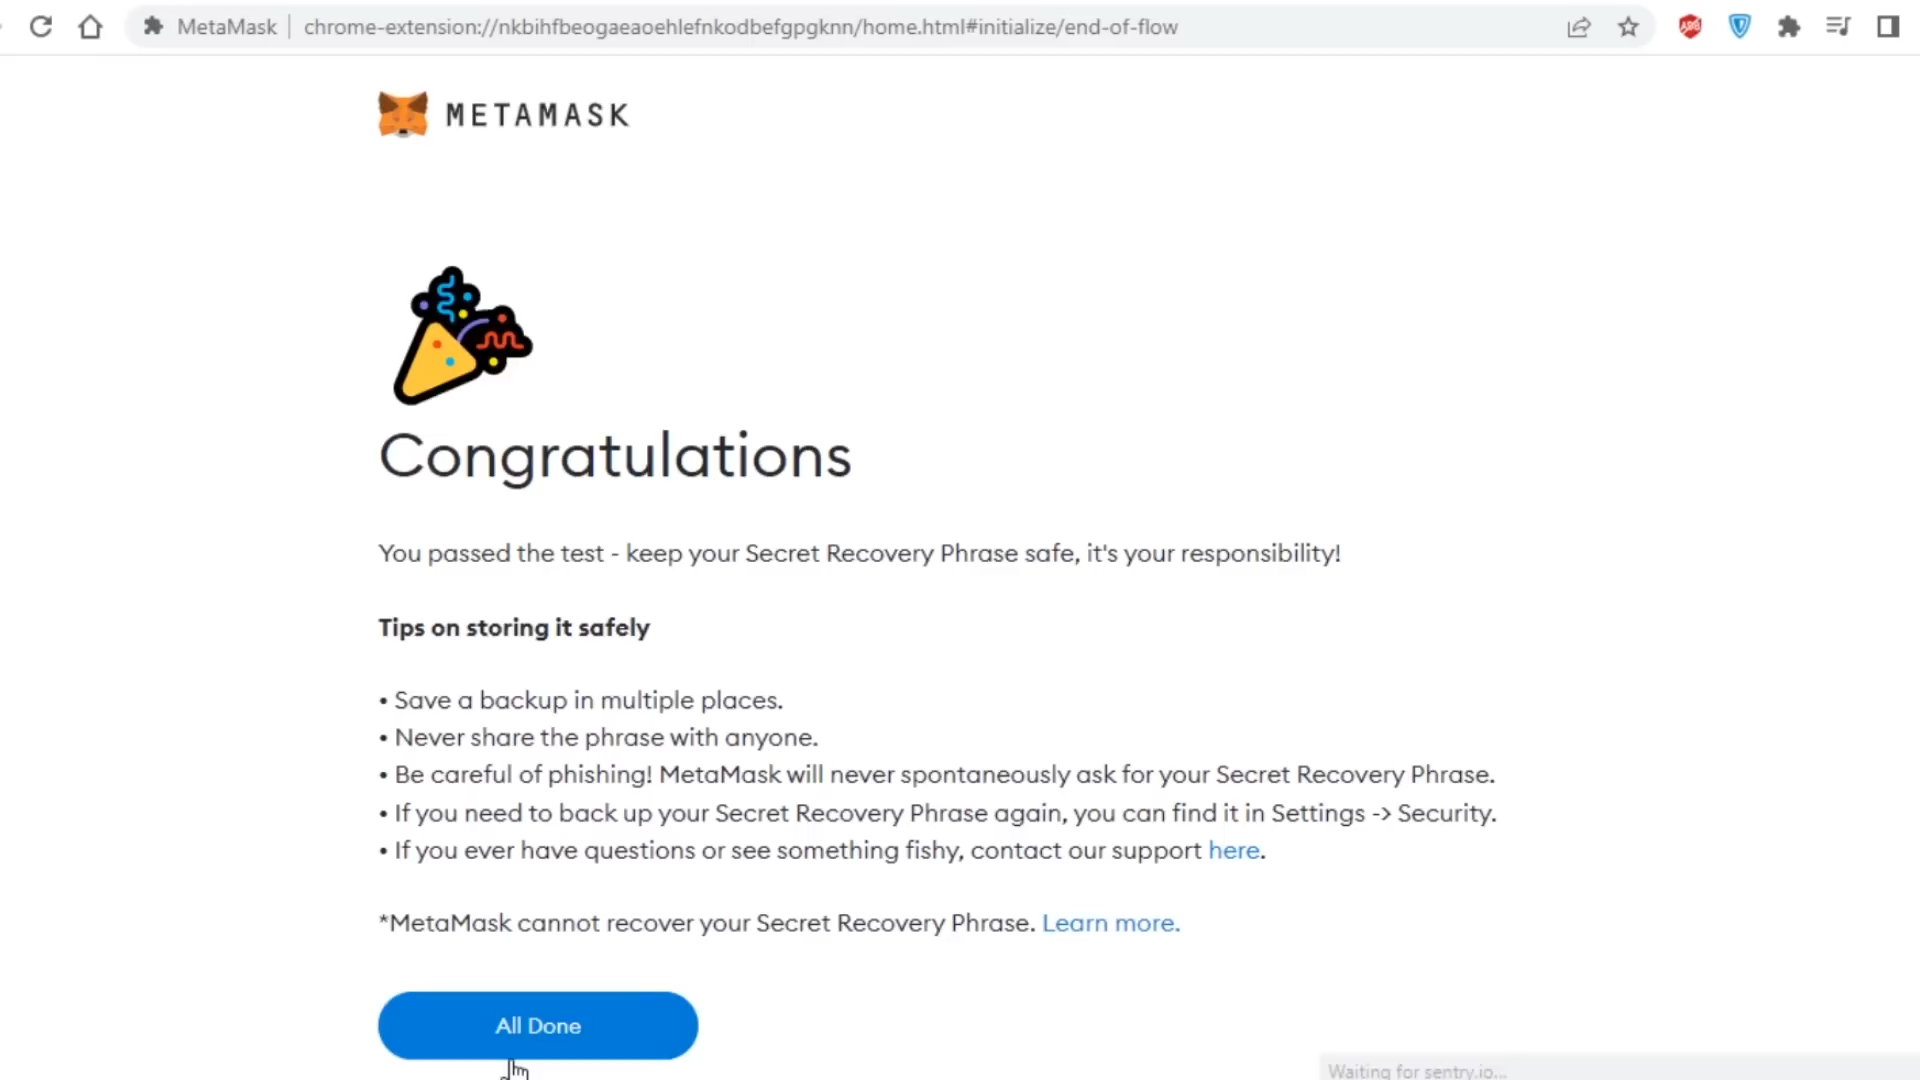 MetaMask | chrome-extension://nkbihfbeogaeaoehlefnkodbefgpgknn/home.html#initialize/end-of-flow
METAMASK
Congratulations
You passed the test - keep your Secret Recovery Phrase safe, it's your responsibility!
Tips on storing it safely
• Save a backup in multiple places.
• Never share the phrase with anyone.
• Be careful of phishing! MetaMask will never spontaneously ask for your Secret Recovery Phrase.
• If you need to back up your Secret Recovery Phrase again, you can find it in Settings -> Security.
• If you ever have questions or see something fishy, contact our support here.
*MetaMask cannot recover your Secret Recovery Phrase. Learn more.
All Done
Waiting for sentry.io...